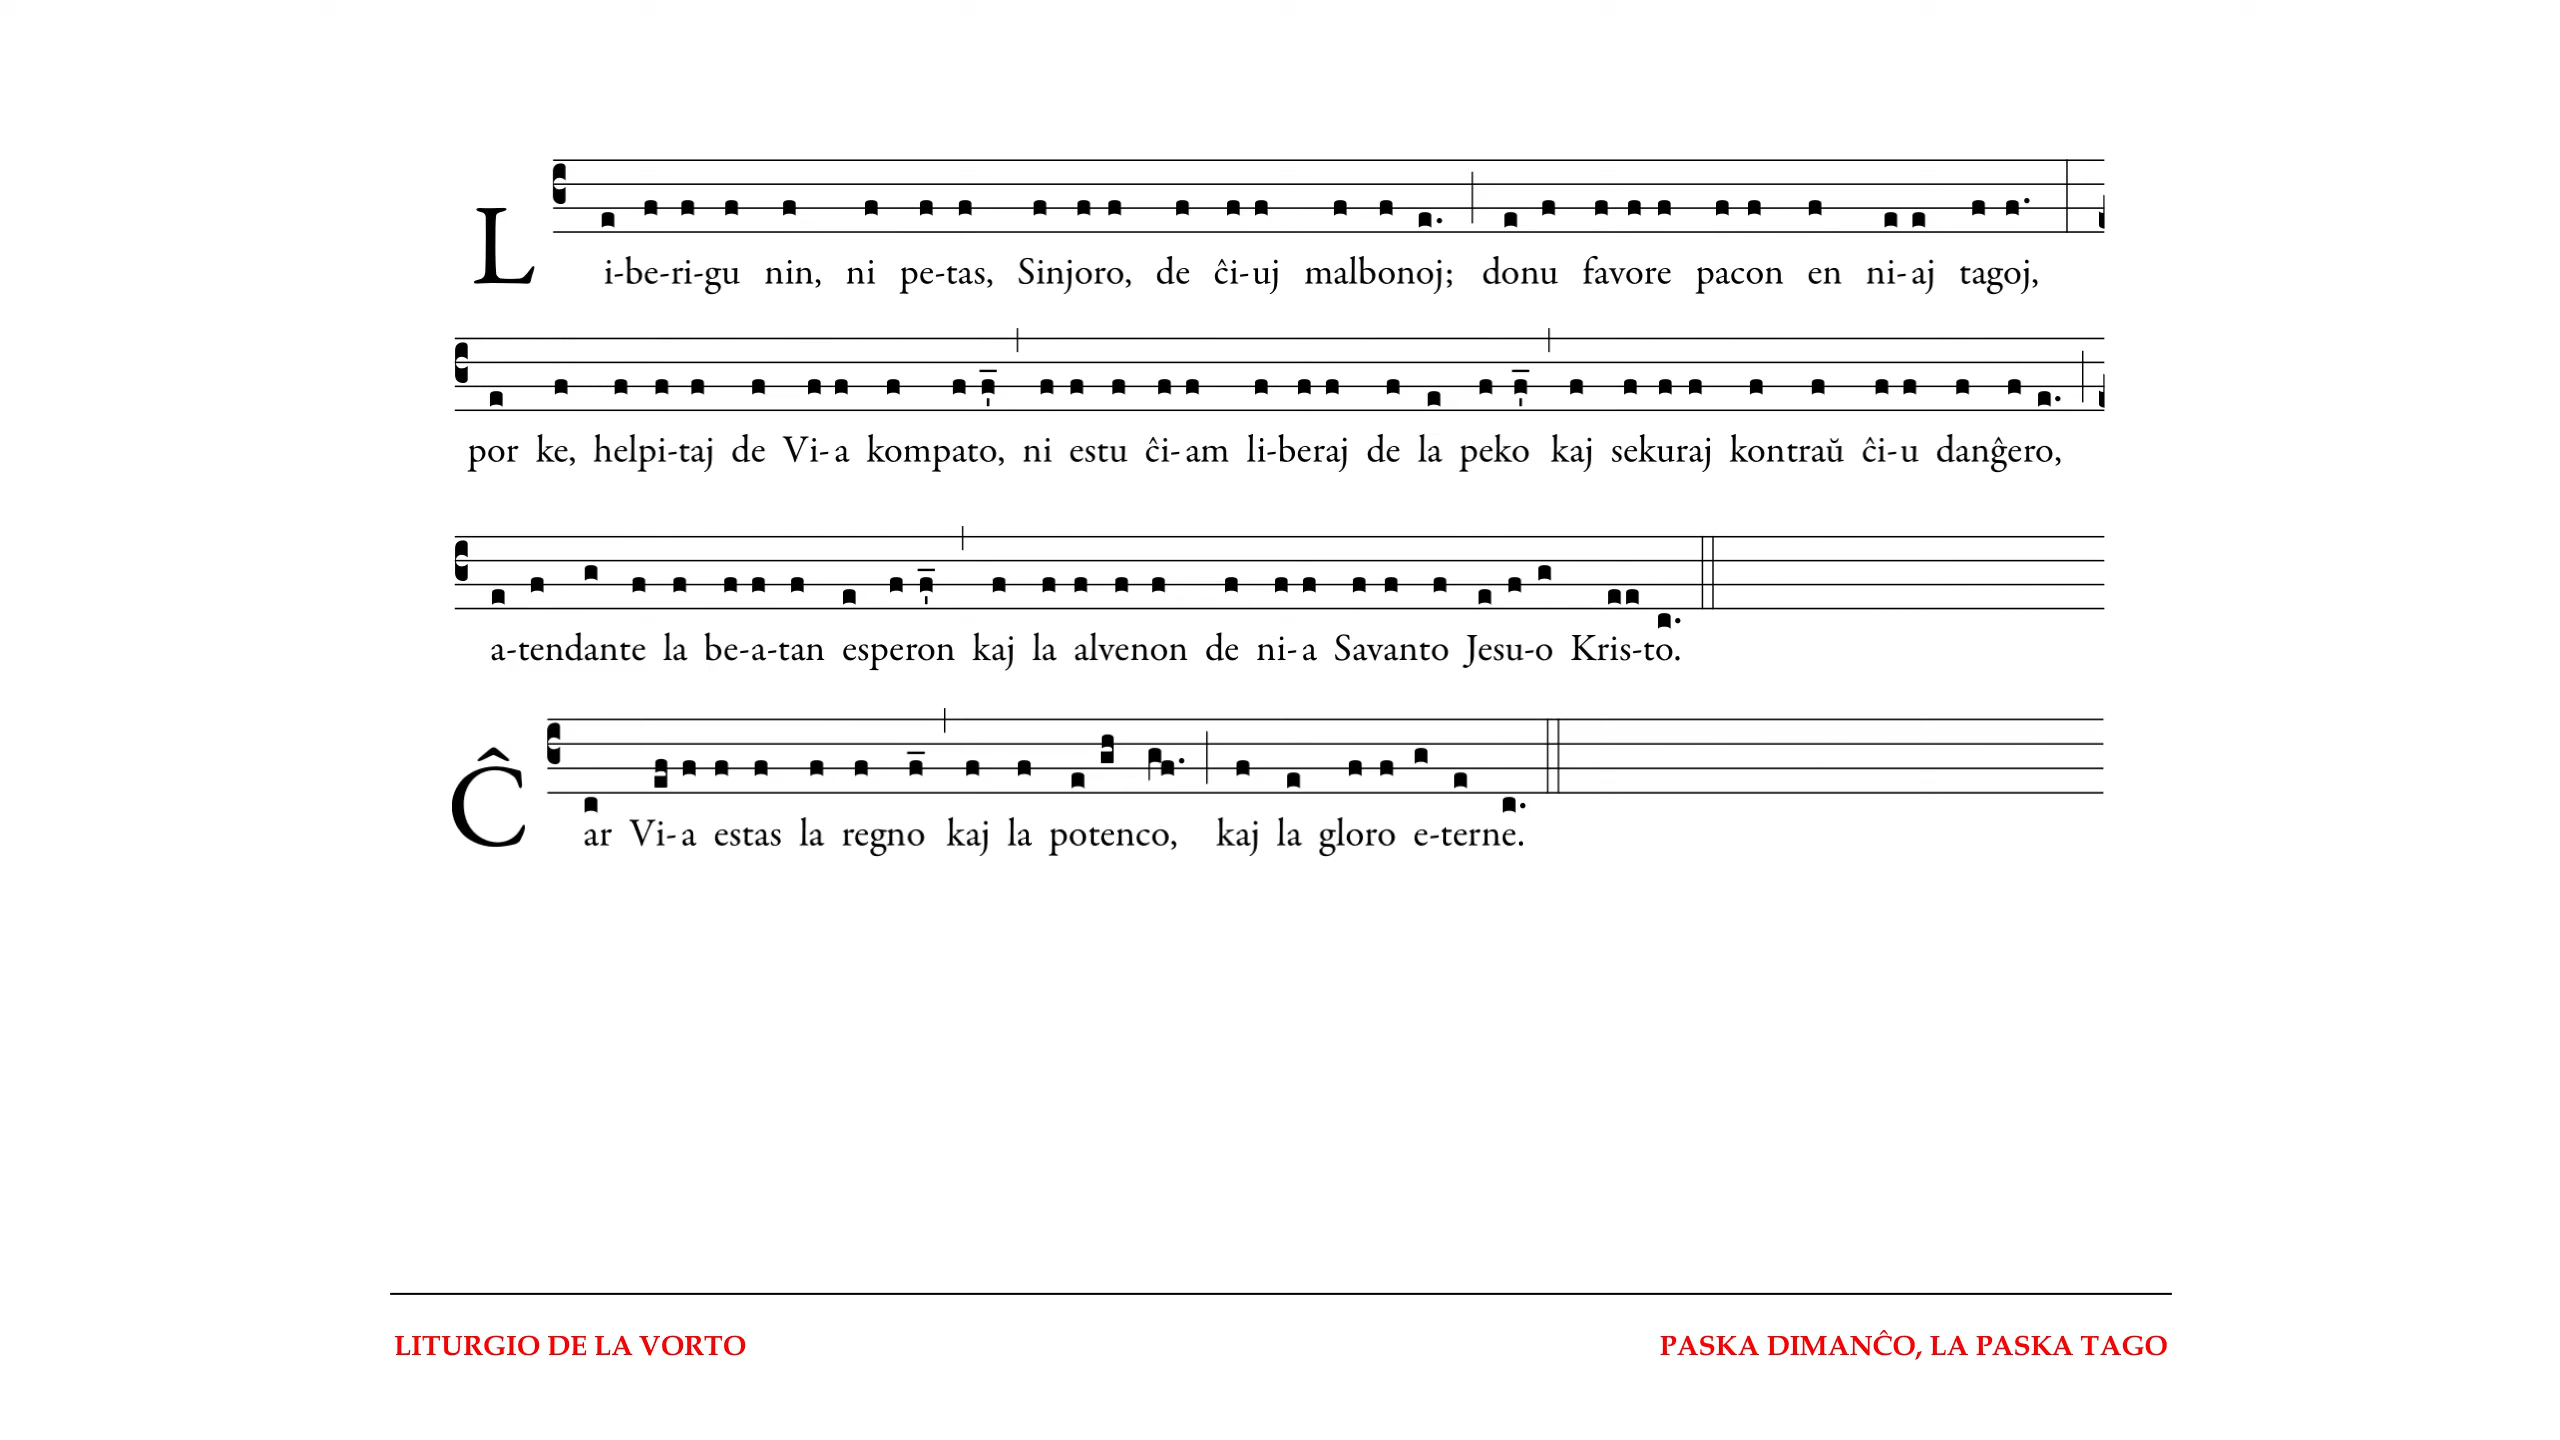 Li-be-ri-gu nin, ni pe-tas, Sinjoro, de ĉi-uj malbonoj; donu favore pacon en ni-aj tagoj,
por ke, helpi-taj de Vi-a kompato, ni estu ĉi-am li-beraj de la peko kaj sekuraj kontraŭ ĉi-u danĝero,
a-tendante la be-a-tan esperon kaj la alvenon de ni-a Savanto Jesu-o Kris-to.
Ĉar Vi-a estas la regno kaj la potenco, kaj la gloro e-terne.
LITURGIO DE LA VORTO
PASKA DIMANĈO, LA PASKA TAGO